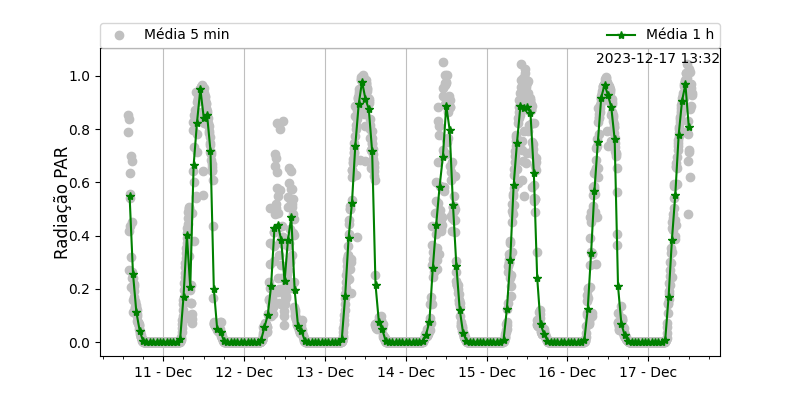 Média 5 min
Média 1 h
2023-12-17 13:32
Radiação PAR
1.0
0.8
0.6
0.4
0.2
0.0
11 - Dec
12 - Dec
13 - Dec
14 - Dec
15 - Dec
16 - Dec
17 - Dec